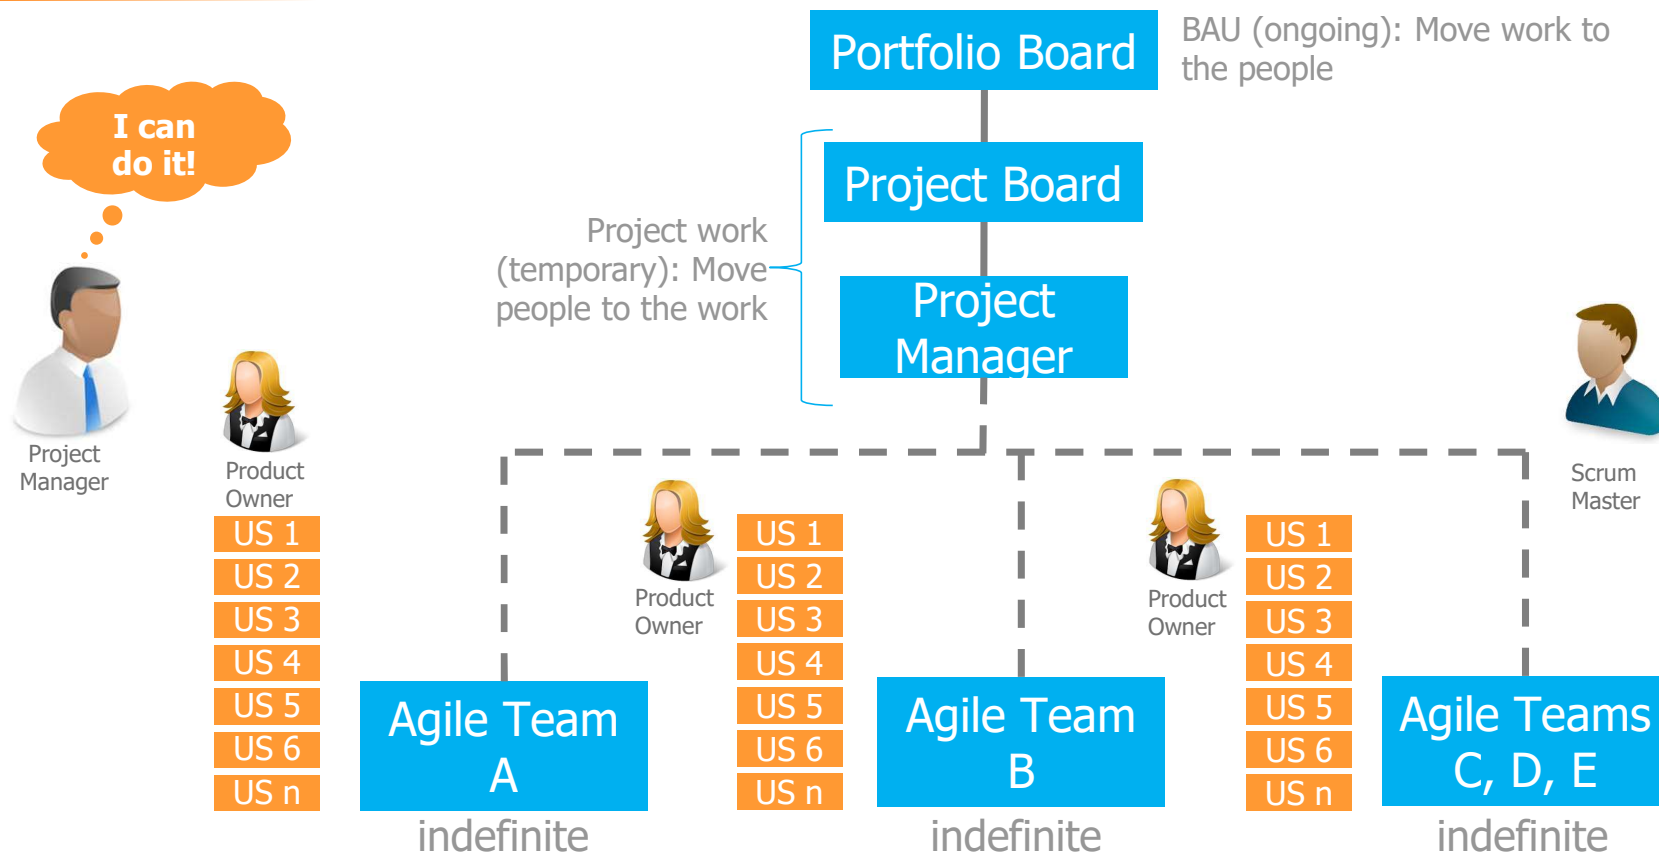 Portfolio Board
BAU (ongoing): Move work to
the people
I can
do it!
Project Board
Project work
(temporary): Move
people to the work
Project
Manager
Project
Manager
Product
Owner
Scrum
Master
US 1
US 2
US 3
US 4
US 5
US 6
US n
Agile Team
A
indefinite
Product
Owner
US 1
US 2
US 3
US 4
US 5
US 6
US n
Agile Team
B
indefinite
Product
Owner
US 1
US 2
US 3
US 4
US 5
US 6
US n
Agile Teams
C, D, E
indefinite